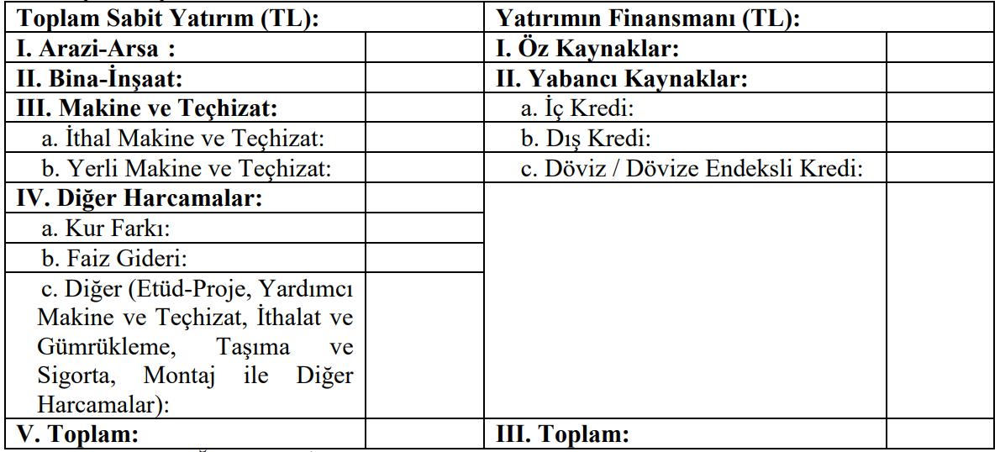 Toplam Sabit Yatırım (TL):
Yatırımın Finansmanı (TL):
I. Arazi-Arsa :
I. Öz Kaynaklar:
II. Bina-İnşaat:
II. Yabancı Kaynaklar:
III. Makine ve Teçhizat:
a. İç Kredi:
a. İthal Makine ve Teçhizat:
b. Dış Kredi:
b. Yerli Makine ve Teçhizat:
c. Döviz / Dövize Endeksli Kredi:
IV. Diğer Harcamalar:
a. Kur Farkı:
b. Faiz Gideri:
c. Diğer (Etüd-Proje, Yardımcı
Makine ve Teçhizat, İthalat ve
Gümrükleme, Taşıma ve
Sigorta, Montaj ile Diğer
Harcamalar):
V. Toplam:
III. Toplam: